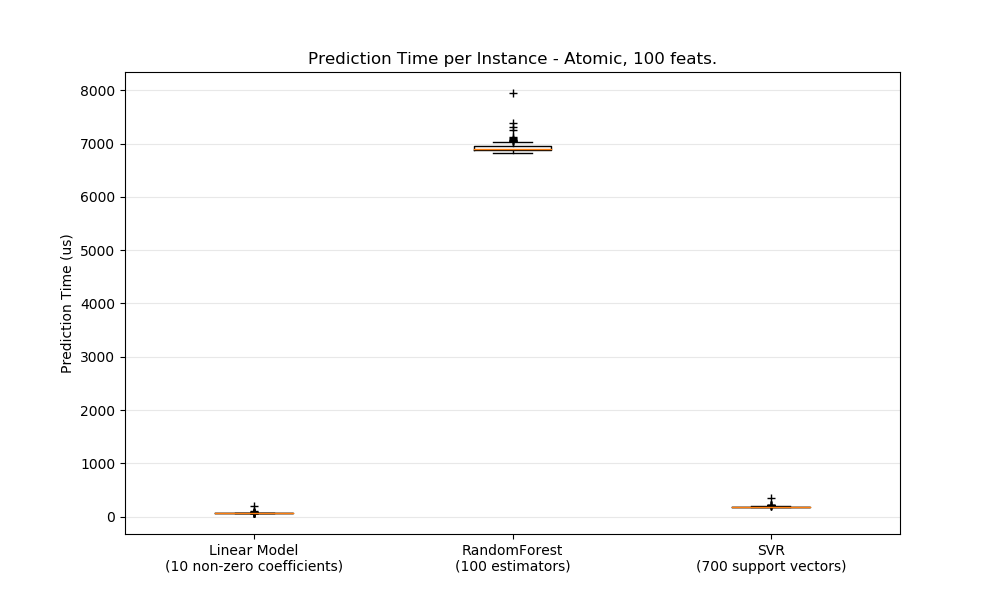 Prediction Time per Instance - Atomic, 100 feats.
8000
7000
6000
5000
4000
3000
2000
1000
0
Prediction Time (us)
Linear Model
(10 non-zero coefficients)
RandomForest
(100 estimators)
SVR
(700 support vectors)